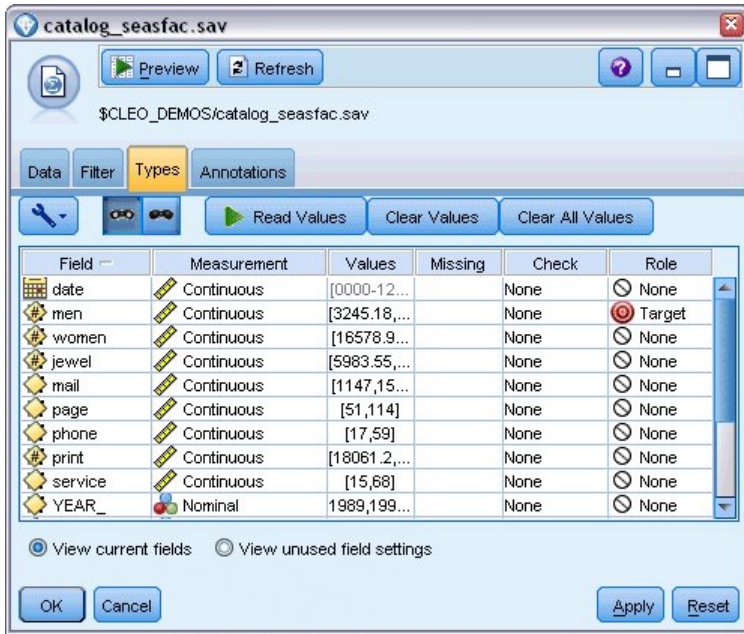 catalog_seasfac.sav
Preview Refresh
$CLEO_DEMOS/catalog_seasfac.sav
Data Filter Types Annotations
Read Values Clear Values Clear All Values
Field Measurement Values Missing Check Role
date Continuous [0000-12... None None
men Continuous [3245.18,... None Target
women Continuous [16578.9... None None
jewel Continuous [5983.55,... None None
mail Continuous [1147,15... None None
page Continuous [51,114] None None
phone Continuous [17,59] None None
print Continuous [18061.2,... None None
service Continuous [15,68] None None
YEAR_ Nominal 1989,199... None None
View current fields View unused field settings
OK Cancel Apply Reset